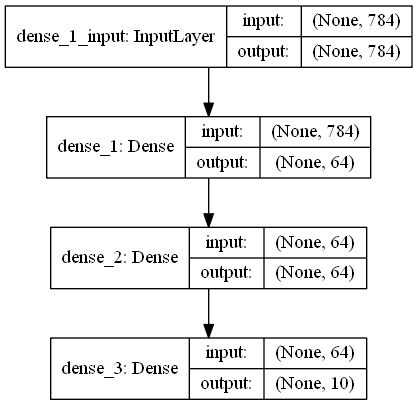 dense_1_input: InputLayer
input: (None, 784)
output: (None, 784)
dense_1: Dense
input: (None, 784)
output: (None, 64)
dense_2: Dense
input: (None, 64)
output: (None, 64)
dense_3: Dense
input: (None, 64)
output: (None, 10)